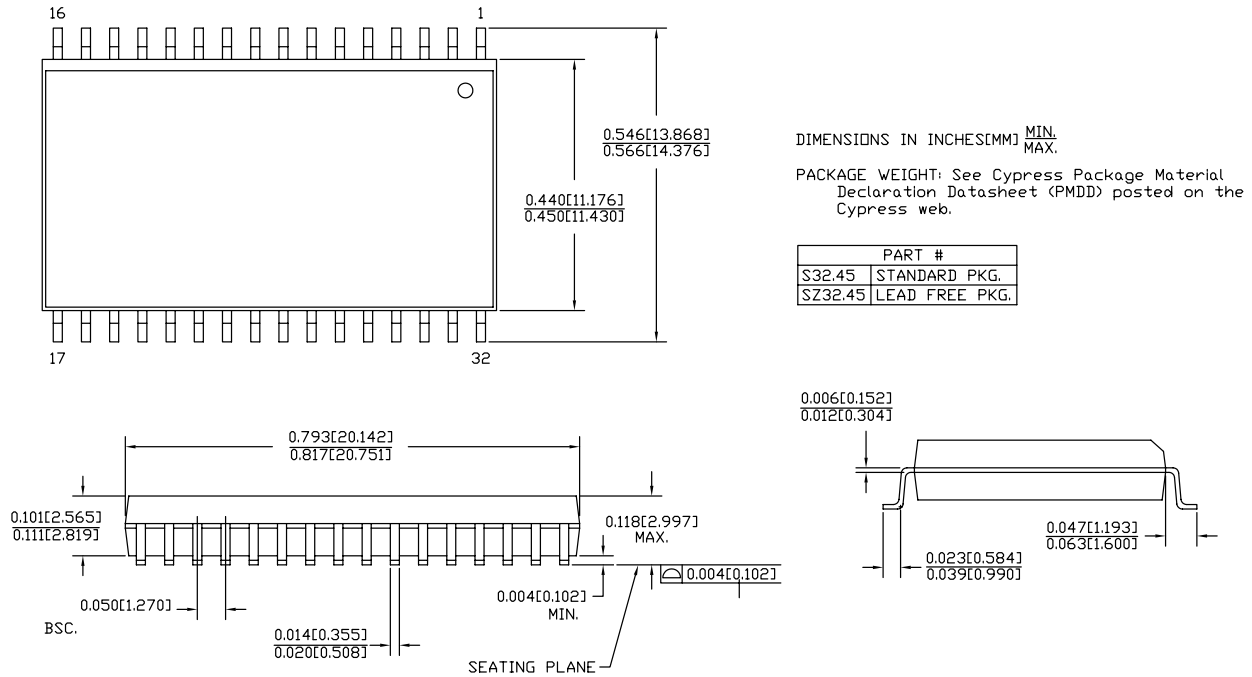 16
1
0.546[13.868]
0.566[14.376]
0.440[11.176]
0.450[11.430]
17
32
DIMENSIONS IN INCHES[MM] MIN.
MAX.
PACKAGE WEIGHT: See Cypress Package Material
Declaration Datasheet (PMDD) posted on the
Cypress web.
PART #
S32.45 STANDARD PKG.
SZ32.45 LEAD FREE PKG.
0.793[20.142]
0.817[20.751]
0.101[2.565]
0.111[2.819]
0.118[2.997]
MAX.
0.004[0.102]
0.050[1.270]
BSC.
0.004[0.102]
MIN.
0.014[0.355]
0.020[0.508]
SEATING PLANE
0.006[0.152]
0.012[0.304]
0.047[1.193]
0.063[1.600]
0.023[0.584]
0.039[0.990]